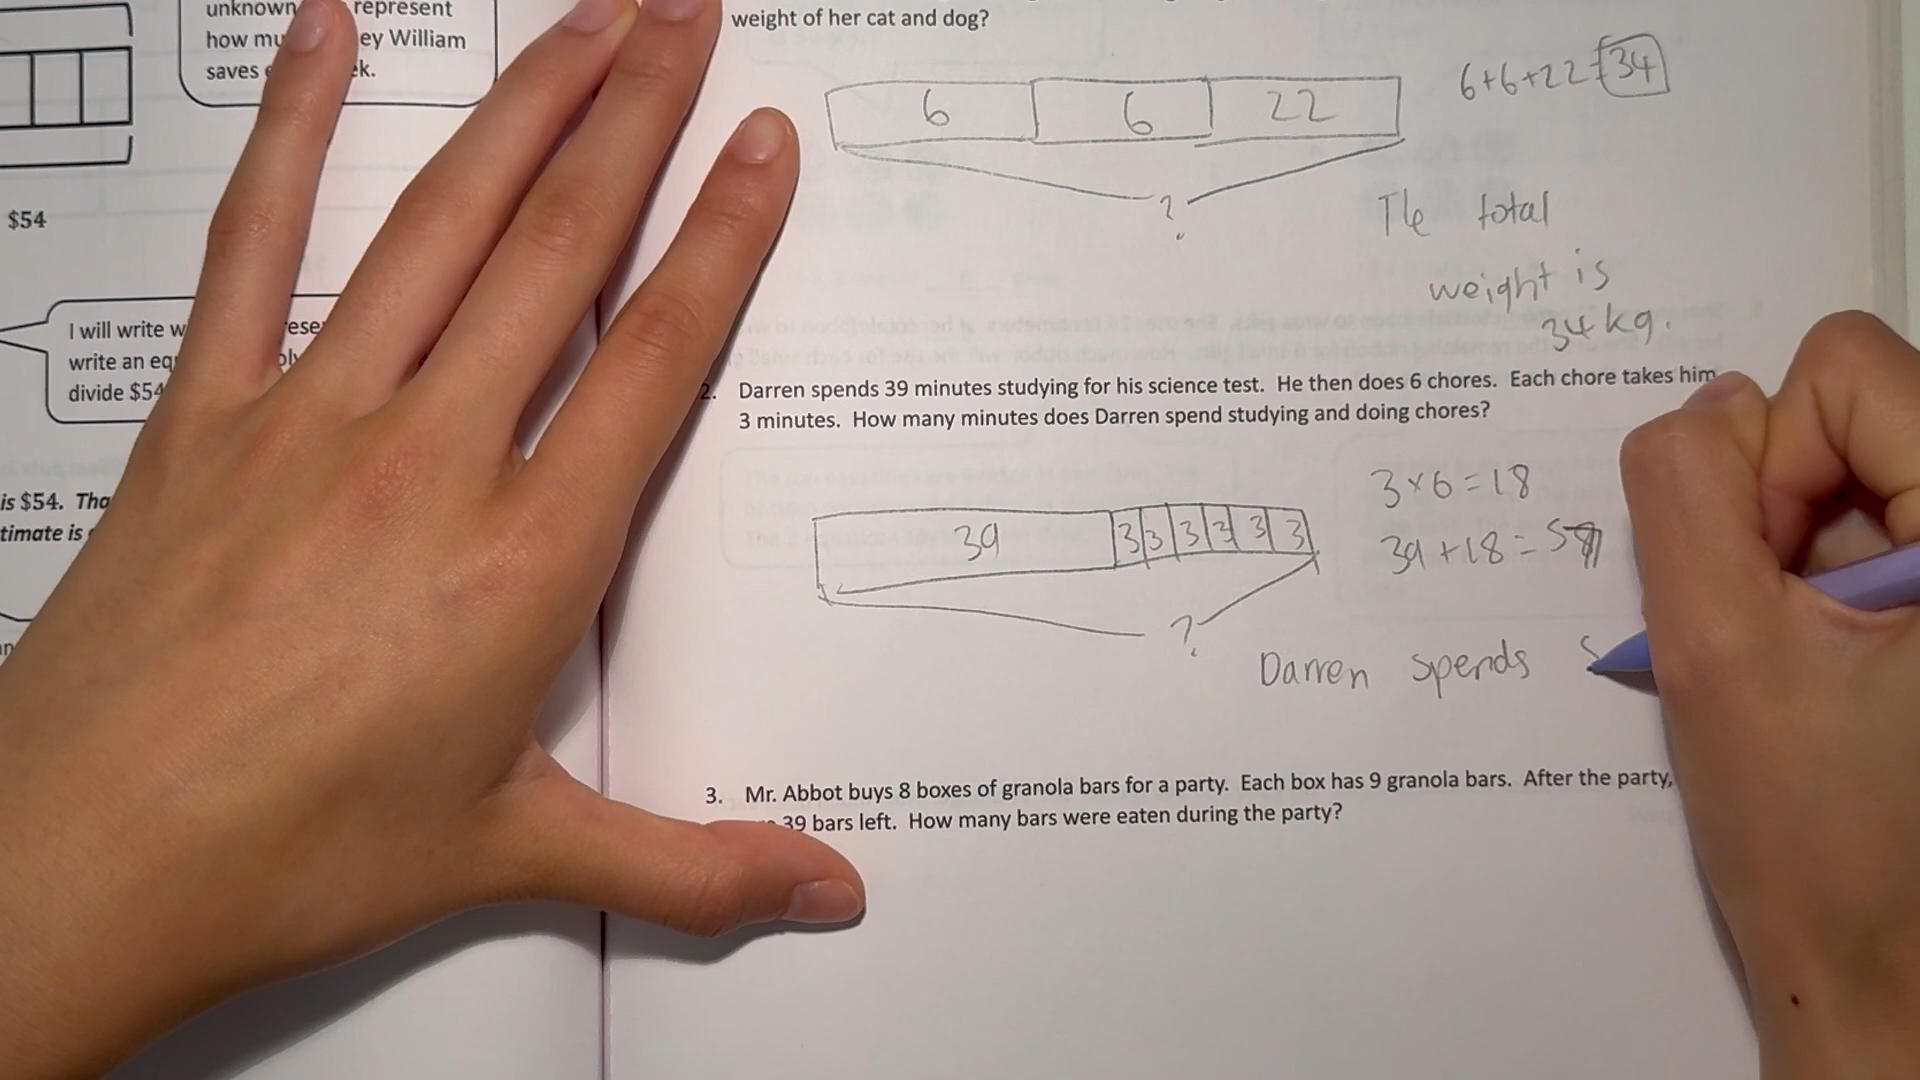 unknown represent
how mu ey William
saves ek.
$54
I will write w rese
write an eq
divide $54
is $54. Tha
timate is
weight of her cat and dog?
6 6 22
?
6+6+22=34
The total
weight is
34kg.
2. Darren spends 39 minutes studying for his science test. He then does 6 chores. Each chore takes him
3 minutes. How many minutes does Darren spend studying and doing chores?
39 3 3 3 3 3 3
?
3×6=18
39+18=57
Darren spends
3. Mr. Abbot buys 8 boxes of granola bars for a party. Each box has 9 granola bars. After the party,
39 bars left. How many bars were eaten during the party?